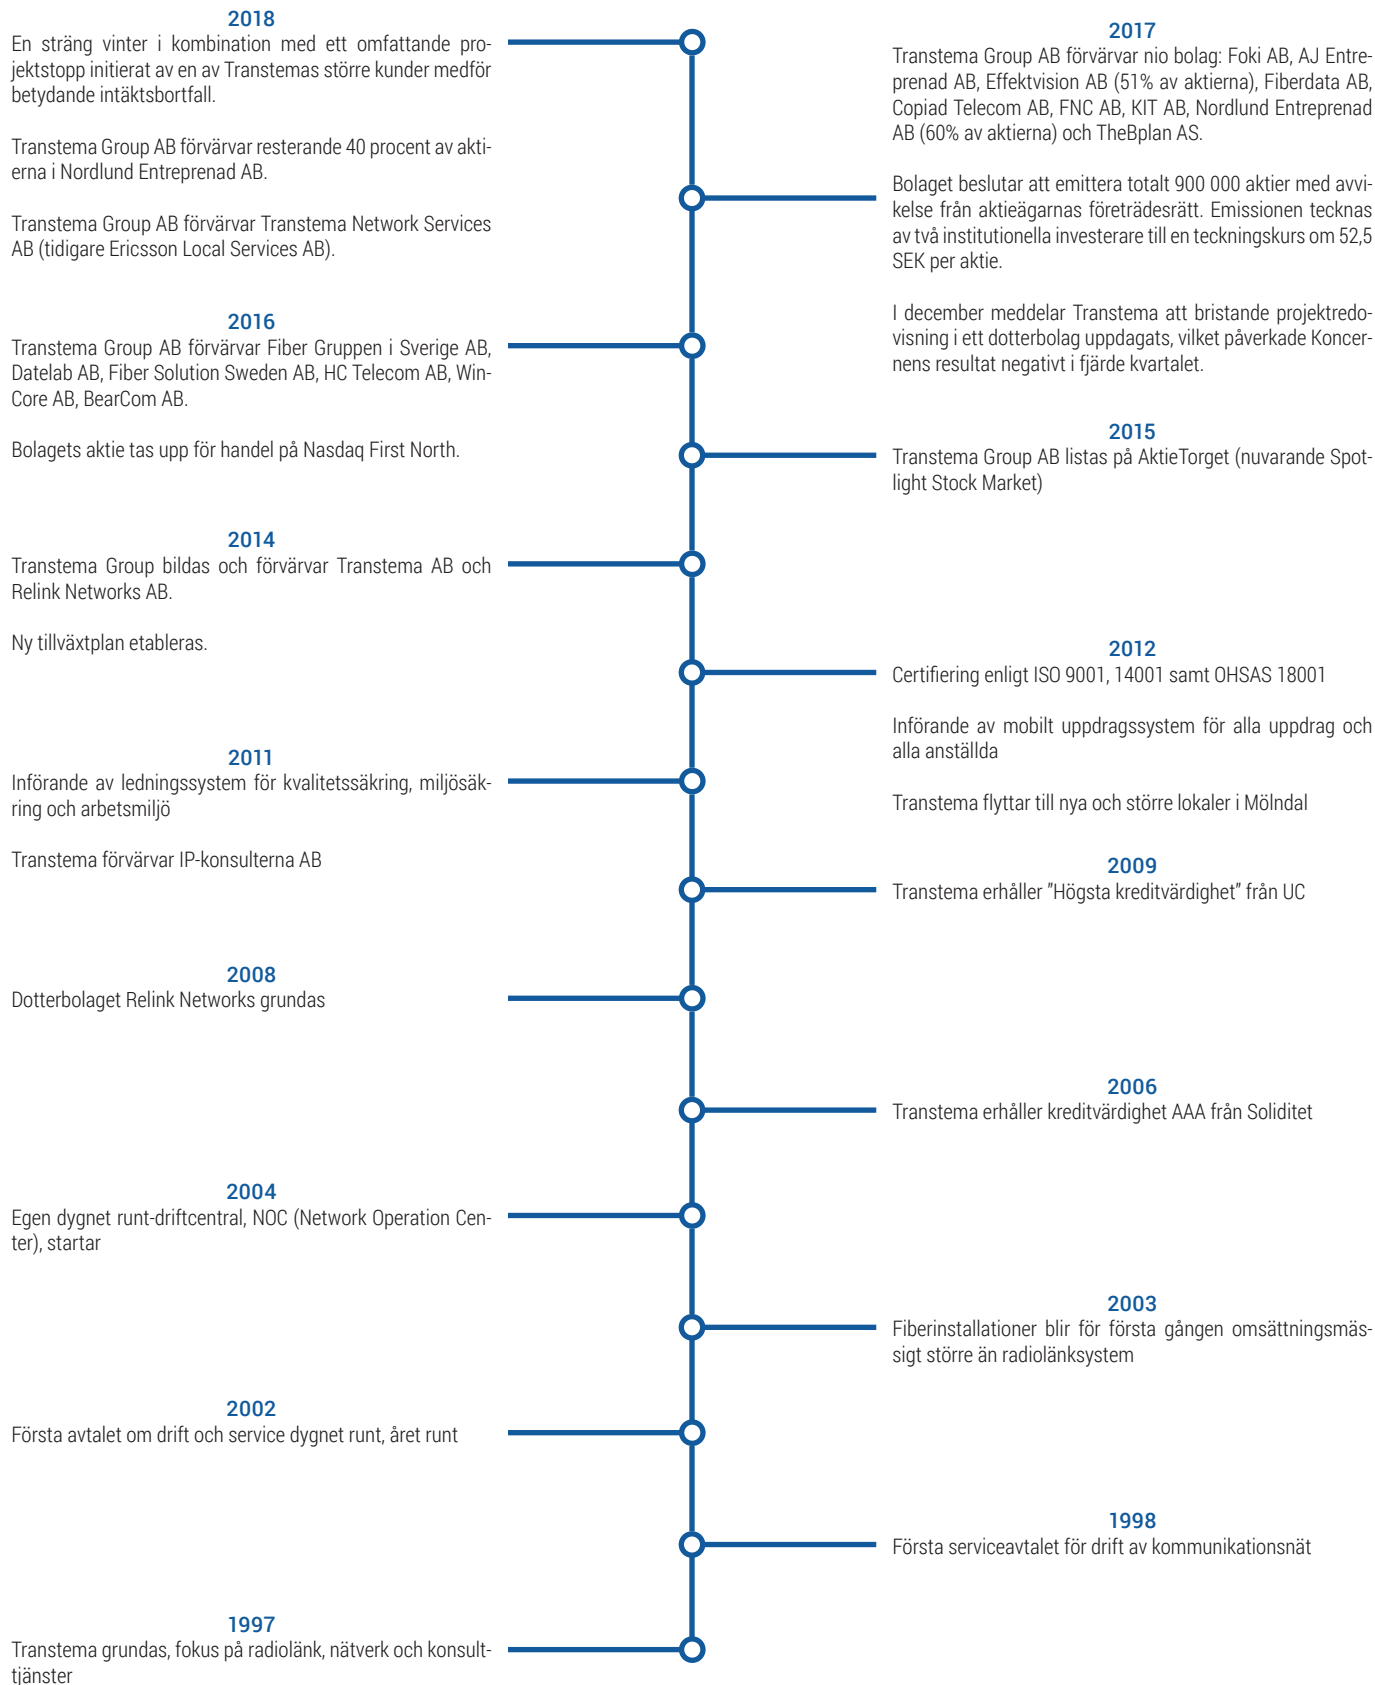 2018
En sträng vinter i kombination med ett omfattande pro-
jektstopp initierat av en av Transtemas större kunder medför
betydande intäktsbortfall.
Transtema Group AB förvärvar resterande 40 procent av akti-
erna i Nordlund Entreprenad AB.
Transtema Group AB förvärvar Transtema Network Services
AB (tidigare Ericsson Local Services AB).
2017
Transtema Group AB förvärvar nio bolag: Foki AB, AJ Entre-
prenad AB, Effektvision AB (51% av aktierna), Fiberdata AB,
Copiad Telecom AB, FNC AB, KIT AB, Nordlund Entreprenad
AB (60% av aktierna) och TheBplan AS.
Bolaget beslutar att emittera totalt 900 000 aktier med avvi-
kelse från aktieägarnas företrädesrätt. Emissionen tecknas
av två institutionella investerare till en teckningskurs om 52,5
SEK per aktie.
I december meddelar Transtema att bristande projektredo-
visning i ett dotterbolag uppdagats, vilket påverkade Koncer-
nens resultat negativt i fjärde kvartalet.
2016
Transtema Group AB förvärvar Fiber Gruppen i Sverige AB,
Datelab AB, Fiber Solution Sweden AB, HC Telecom AB, Win-
Core AB, BearCom AB.
Bolagets aktie tas upp för handel på Nasdaq First North.
2015
Transtema Group AB listas på AktieTorget (nuvarande Spot-
light Stock Market)
2014
Transtema Group bildas och förvärvar Transtema AB och
Relink Networks AB.
Ny tillväxtplan etableras.
2012
Certifiering enligt ISO 9001, 14001 samt OHSAS 18001
Införande av mobilt uppdragssystem för alla uppdrag och
alla anställda
Transtema flyttar till nya och större lokaler i Mölndal
2011
Införande av ledningssystem för kvalitetssäkring, miljösäk-
ring och arbetsmiljö
Transtema förvärvar IP-konsulterna AB
2009
Transtema erhåller ”Högsta kreditvärdighet” från UC
2008
Dotterbolaget Relink Networks grundas
2006
Transtema erhåller kreditvärdighet AAA från Soliditet
2004
Egen dygnet runt-driftcentral, NOC (Network Operation Cen-
ter), startar
2003
Fiberinstallationer blir för första gången omsättningsmäs-
sigt större än radiolänksystem
2002
Första avtalet om drift och service dygnet runt, året runt
1998
Första serviceavtalet för drift av kommunikationsnät
1997
Transtema grundas, fokus på radiolänk, nätverk och konsult-
tjänster